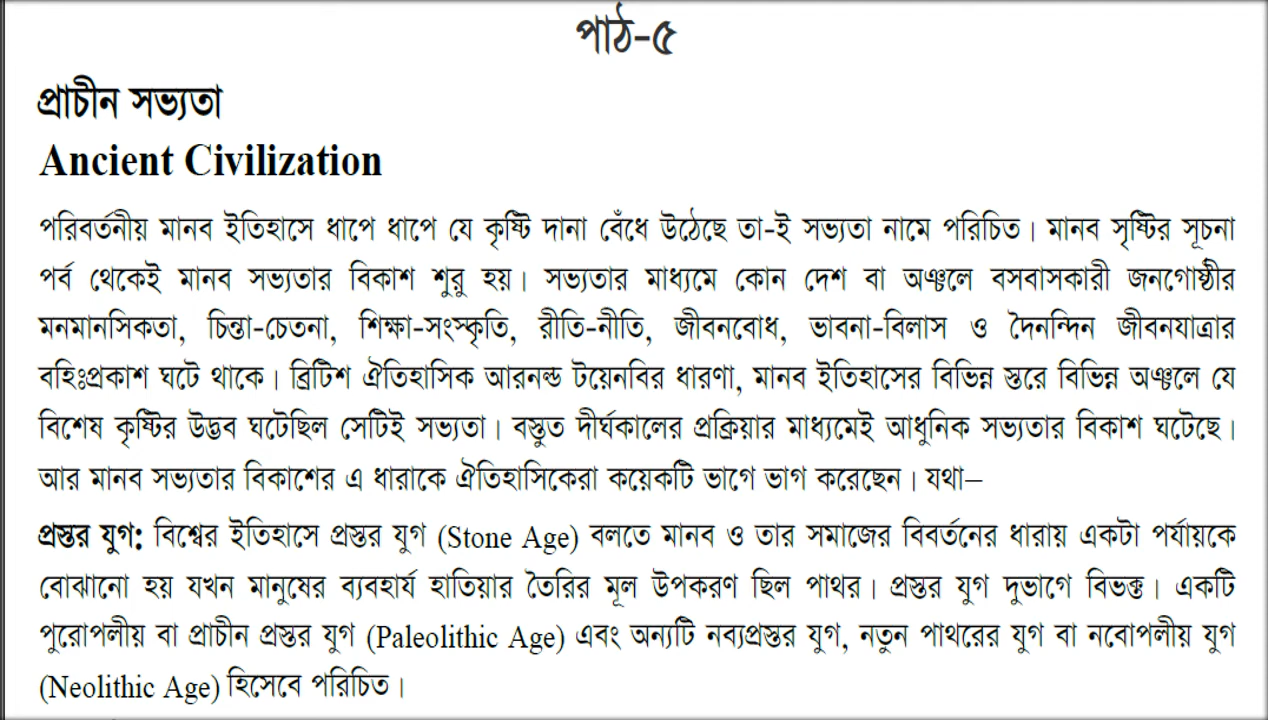 পাঠ-৫
প্রাচীন সভ্যতা
Ancient Civilization
পরিবর্তনীয় মানব ইতিহাসে ধাপে ধাপে যে কৃষ্টি দানা বেঁধে উঠেছে তা-ই সভ্যতা নামে পরিচিত। মানব সৃষ্টির সূচনা
পর্ব থেকেই মানব সভ্যতার বিকাশ শুরু হয়। সভ্যতার মাধ্যমে কোন দেশ বা অঞ্চলে বসবাসকারী জনগোষ্ঠীর
মনমানসিকতা, চিন্তা-চেতনা, শিক্ষা-সংস্কৃতি, রীতি-নীতি, জীবনবোধ, ভাবনা-বিলাস ও দৈনন্দিন জীবনযাত্রার
বহিঃপ্রকাশ ঘটে থাকে। ব্রিটিশ ঐতিহাসিক আরনল্ড টয়েনবির ধারণা, মানব ইতিহাসের বিভিন্ন স্তরে বিভিন্ন অঞ্চলে যে
বিশেষ কৃষ্টির উদ্ভব ঘটেছিল সেটিই সভ্যতা। বস্তুত দীর্ঘকালের প্রক্রিয়ার মাধ্যমেই আধুনিক সভ্যতার বিকাশ ঘটেছে।
আর মানব সভ্যতার বিকাশের এ ধারাকে ঐতিহাসিকেরা কয়েকটি ভাগে ভাগ করেছেন। যথা–
প্রস্তর যুগ: বিশ্বের ইতিহাসে প্রস্তর যুগ (Stone Age) বলতে মানব ও তার সমাজের বিবর্তনের ধারায় একটা পর্যায়কে
বোঝানো হয় যখন মানুষের ব্যবহার্য হাতিয়ার তৈরির মূল উপকরণ ছিল পাথর। প্রস্তর যুগ দুভাগে বিভক্ত। একটি
পুরোপলীয় বা প্রাচীন প্রস্তর যুগ (Paleolithic Age) এবং অন্যটি নব্যপ্রস্তর যুগ, নতুন পাথরের যুগ বা নবোপলীয় যুগ
(Neolithic Age) হিসেবে পরিচিত।